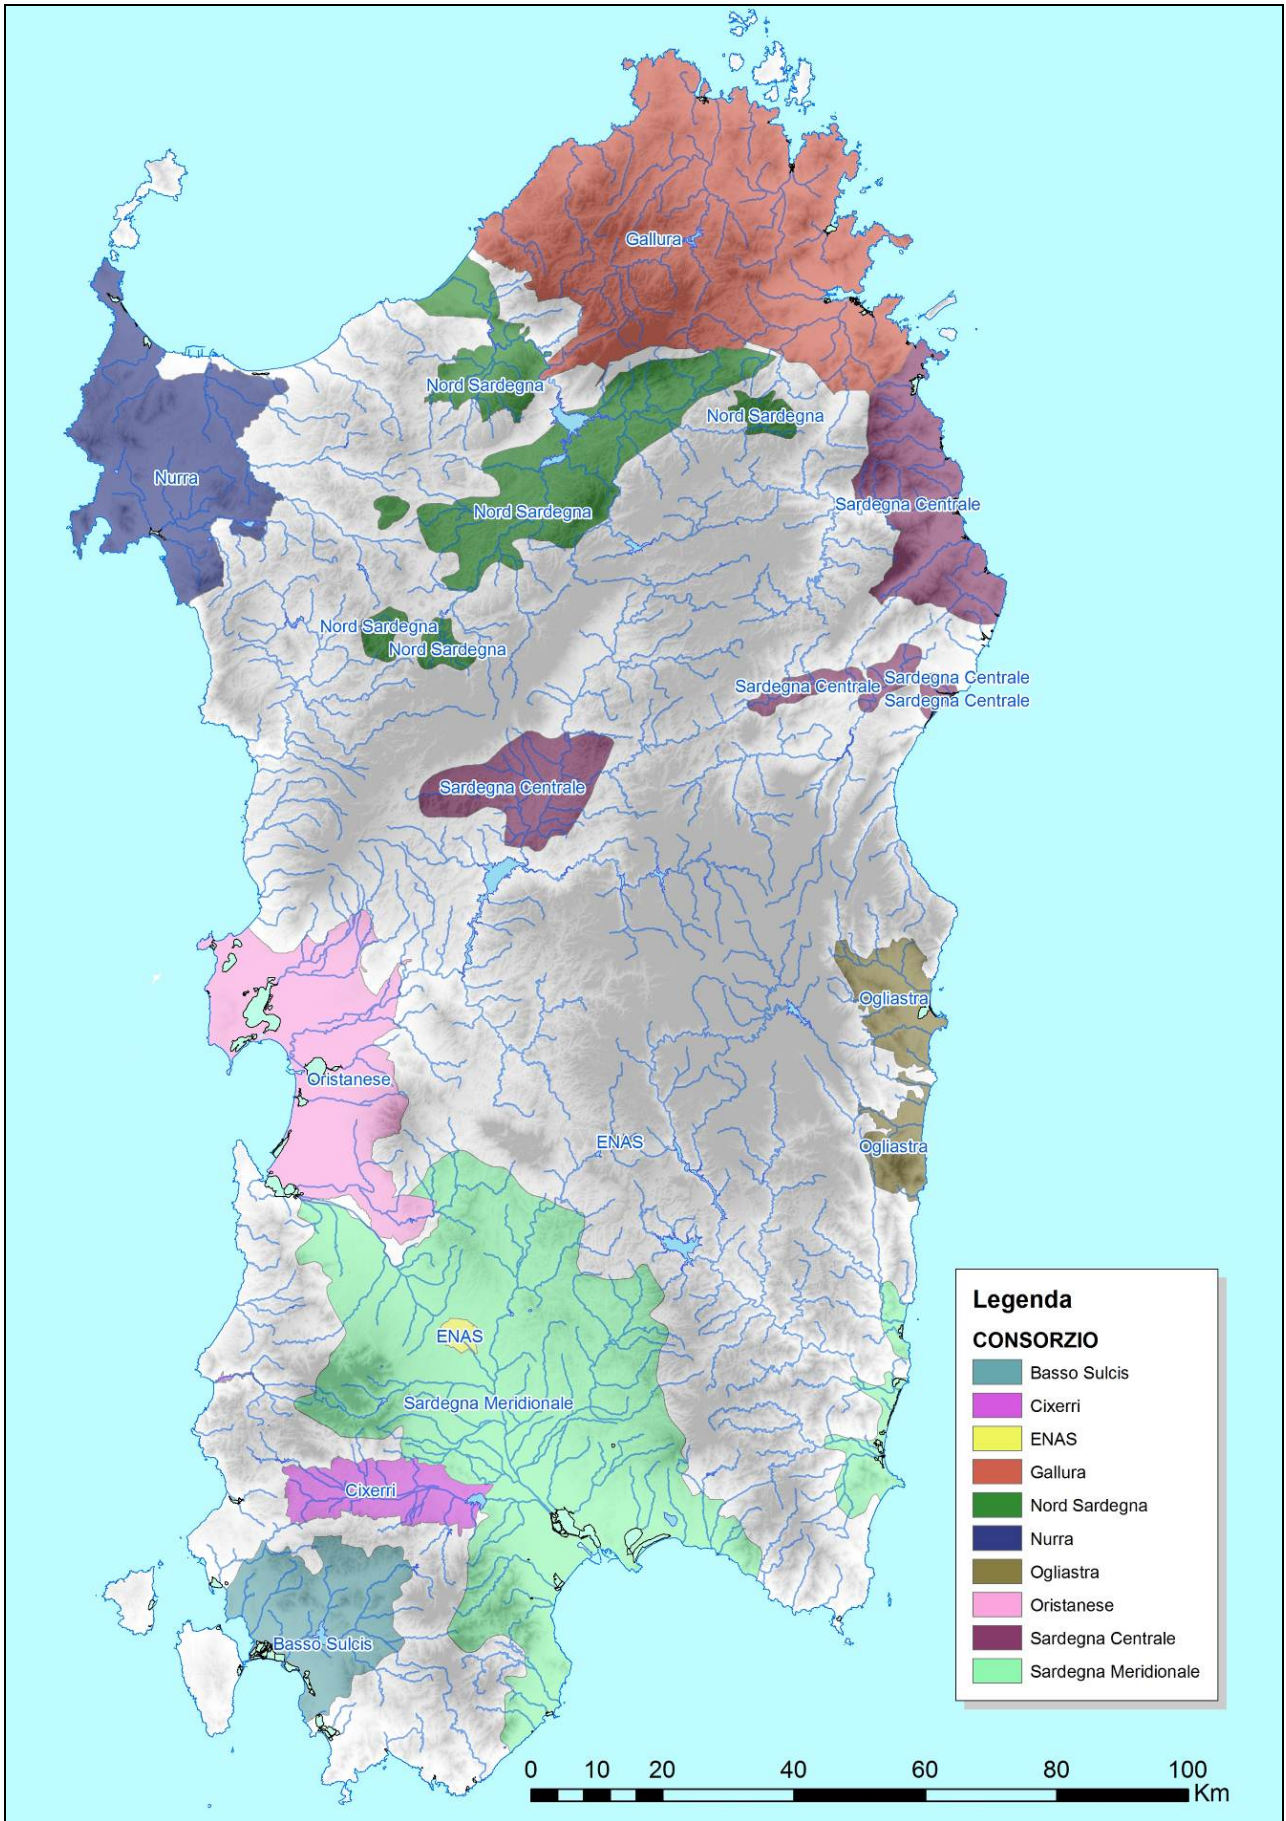 Gallura
Nord Sardegna
Nord Sardegna
Nurra
Sardegna Centrale
Nord Sardegna
Nord Sardegna
Nord Sardegna
Sardegna Centrale
Sardegna Centrale
Sardegna Centrale
Sardegna Centrale
Ogliastra
Oristanese
ENAS
Ogliastra
ENAS
Sardegna Meridionale
Cixerri
Basso Sulcis
Legenda
CONSORZIO
Basso Sulcis
Cixerri
ENAS
Gallura
Nord Sardegna
Nurra
Ogliastra
Oristanese
Sardegna Centrale
Sardegna Meridionale
0 10 20 40 60 80 100
Km